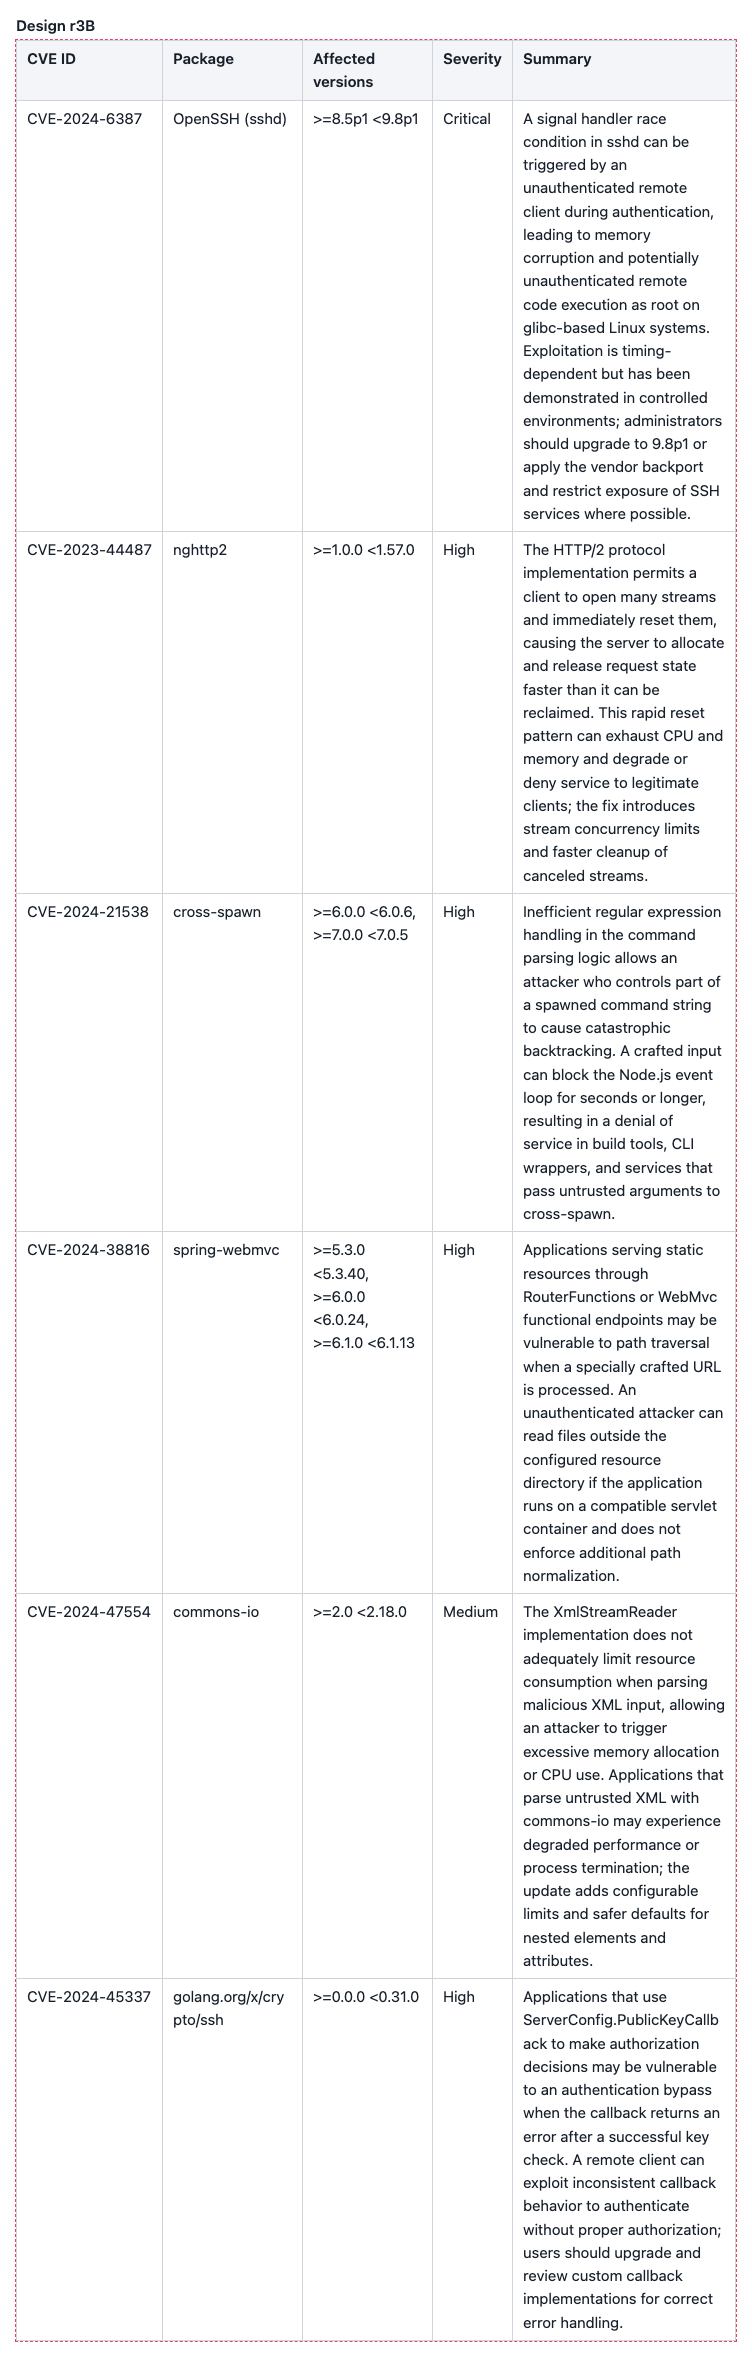 Design r3B
CVE ID
Package
Affected
versions
Severity
Summary
CVE-2024-6387
OpenSSH (sshd)
>=8.5p1 <9.8p1
Critical
A signal handler race
condition in sshd can be
triggered by an
unauthenticated remote
client during authentication,
leading to memory
corruption and potentially
unauthenticated remote
code execution as root on
glibc-based Linux systems.
Exploitation is timing-
dependent but has been
demonstrated in controlled
environments; administrators
should upgrade to 9.8p1 or
apply the vendor backport
and restrict exposure of SSH
services where possible.
CVE-2023-44487
nghttp2
>=1.0.0 <1.57.0
High
The HTTP/2 protocol
implementation permits a
client to open many streams
and immediately reset them,
causing the server to allocate
and release request state
faster than it can be
reclaimed. This rapid reset
pattern can exhaust CPU and
memory and degrade or
deny service to legitimate
clients; the fix introduces
stream concurrency limits
and faster cleanup of
canceled streams.
CVE-2024-21538
cross-spawn
>=6.0.0 <6.0.6,
>=7.0.0 <7.0.5
High
Inefficient regular expression
handling in the command
parsing logic allows an
attacker who controls part of
a spawned command string
to cause catastrophic
backtracking. A crafted input
can block the Node.js event
loop for seconds or longer,
resulting in a denial of
service in build tools, CLI
wrappers, and services that
pass untrusted arguments to
cross-spawn.
CVE-2024-38816
spring-webmvc
>=5.3.0
<5.3.40,
>=6.0.0
<6.0.24,
>=6.1.0 <6.1.13
High
Applications serving static
resources through
RouterFunctions or WebMvc
functional endpoints may be
vulnerable to path traversal
when a specially crafted URL
is processed. An
unauthenticated attacker can
read files outside the
configured resource
directory if the application
runs on a compatible servlet
container and does not
enforce additional path
normalization.
CVE-2024-47554
commons-io
>=2.0 <2.18.0
Medium
The XmlStreamReader
implementation does not
adequately limit resource
consumption when parsing
malicious XML input, allowing
an attacker to trigger
excessive memory allocation
or CPU use. Applications that
parse untrusted XML with
commons-io may experience
degraded performance or
process termination; the
update adds configurable
limits and safer defaults for
nested elements and
attributes.
CVE-2024-45337
golang.org/x/cry
pto/ssh
>=0.0.0 <0.31.0
High
Applications that use
ServerConfig.PublicKeyCallb
ack to make authorization
decisions may be vulnerable
to an authentication bypass
when the callback returns an
error after a successful key
check. A remote client can
exploit inconsistent callback
behavior to authenticate
without proper authorization;
users should upgrade and
review custom callback
implementations for correct
error handling.